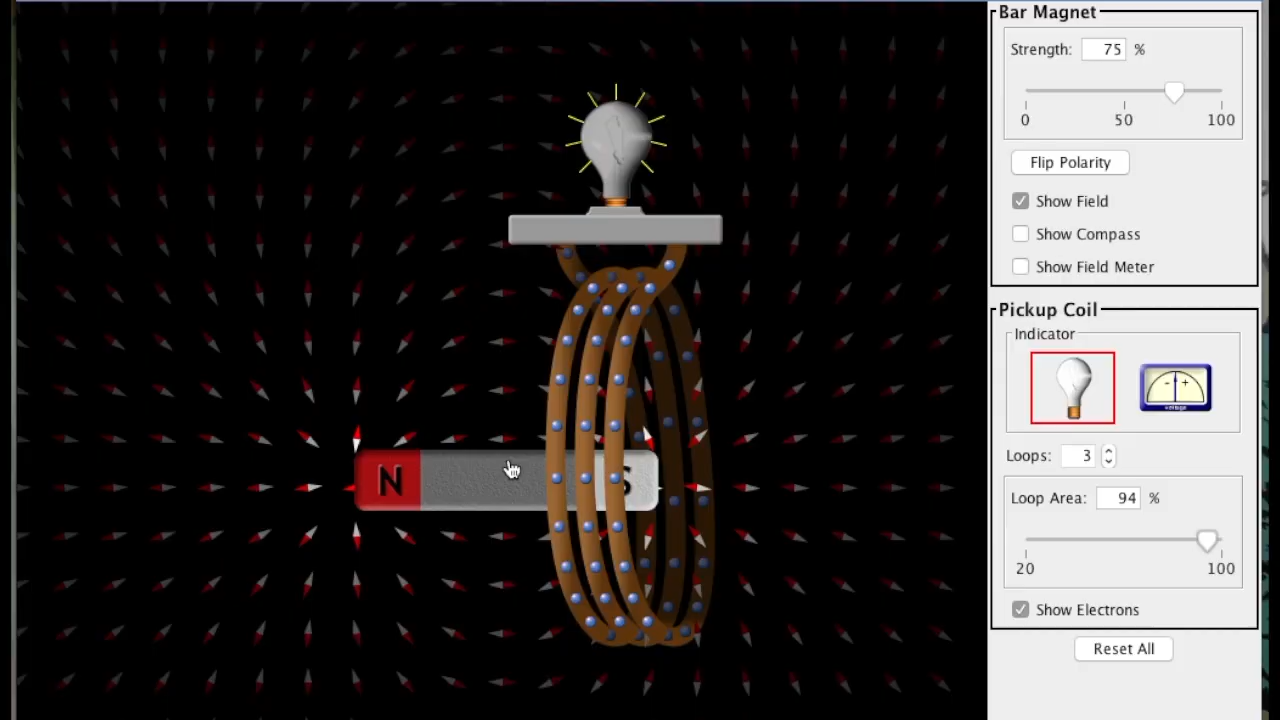 Bar Magnet
Strength: 75 %
0 50 100
Flip Polarity
Show Field
Show Compass
Show Field Meter
Pickup Coil
Indicator
- +
voltage
Loops: 3
Loop Area: 94 %
20 100
Show Electrons
Reset All
N S